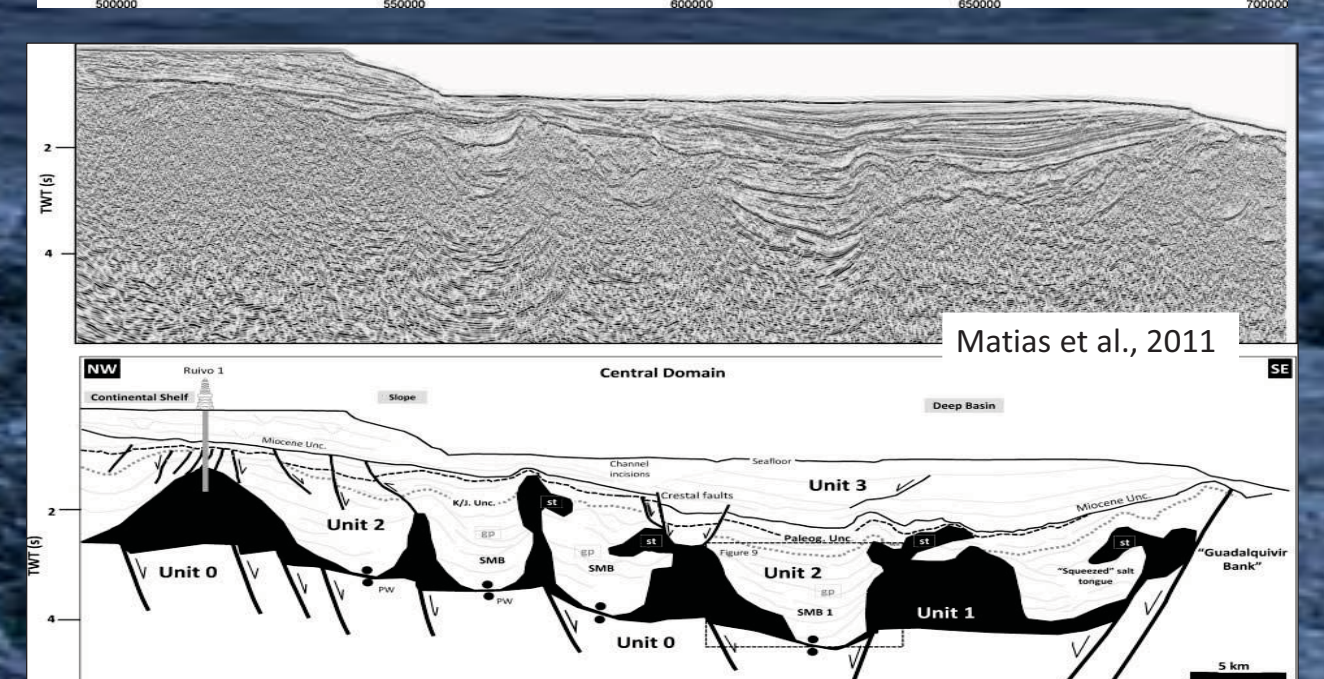 500000 550000 600000 650000 700000
2
TWT (s)
4
Matias et al., 2011
NW Ruivo 1 Central Domain SE
Continental Shelf Slope Deep Basin
Miocene Unc. Channel incisions Seafloor
Unit 3
Crestal faults
K/J. Unc. st
2
Unit 2 gp Miocene Unc.
Paleog. Unc
st st st
TWT (s)
SMB gp SMB Figure 9
"Guadalquivir Bank"
Unit 0 Unit 2 "Squeezed" salt tongue
PW PW gp
SMB 1 Unit 1
4
Unit 0
5 km